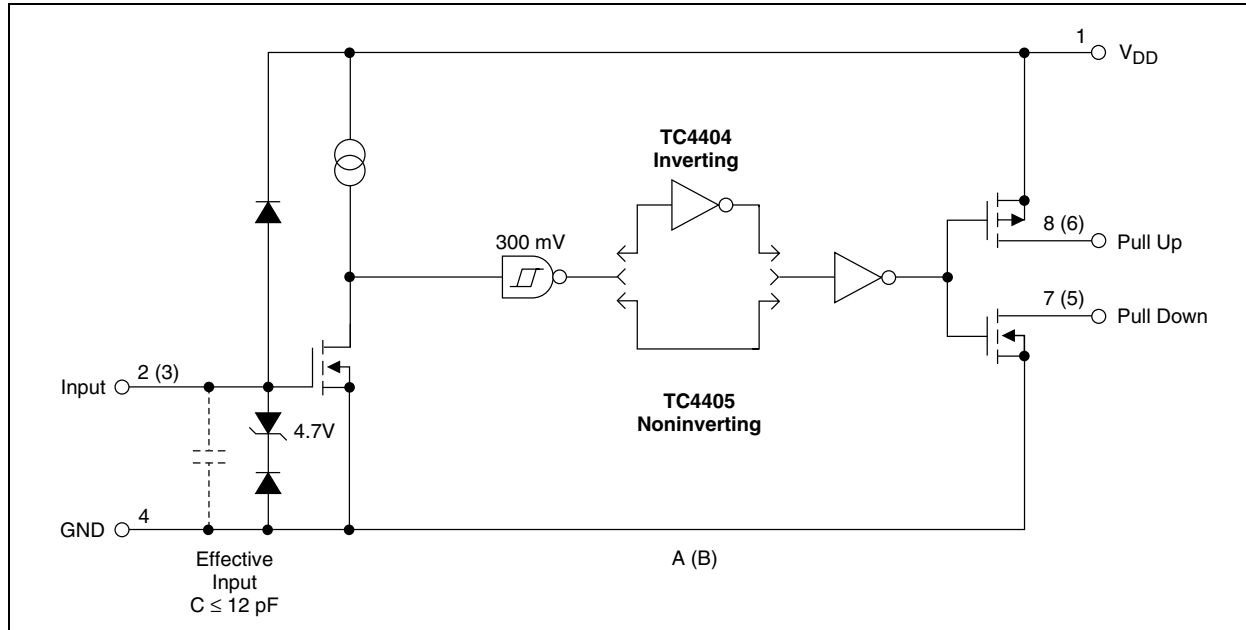 1
V_DD
TC4404
Inverting
300 mV
8 (6)
Pull Up
7 (5)
Pull Down
Input
2 (3)
4.7V
TC4405
Noninverting
GND
4
Effective
Input
C ≤ 12 pF
A (B)